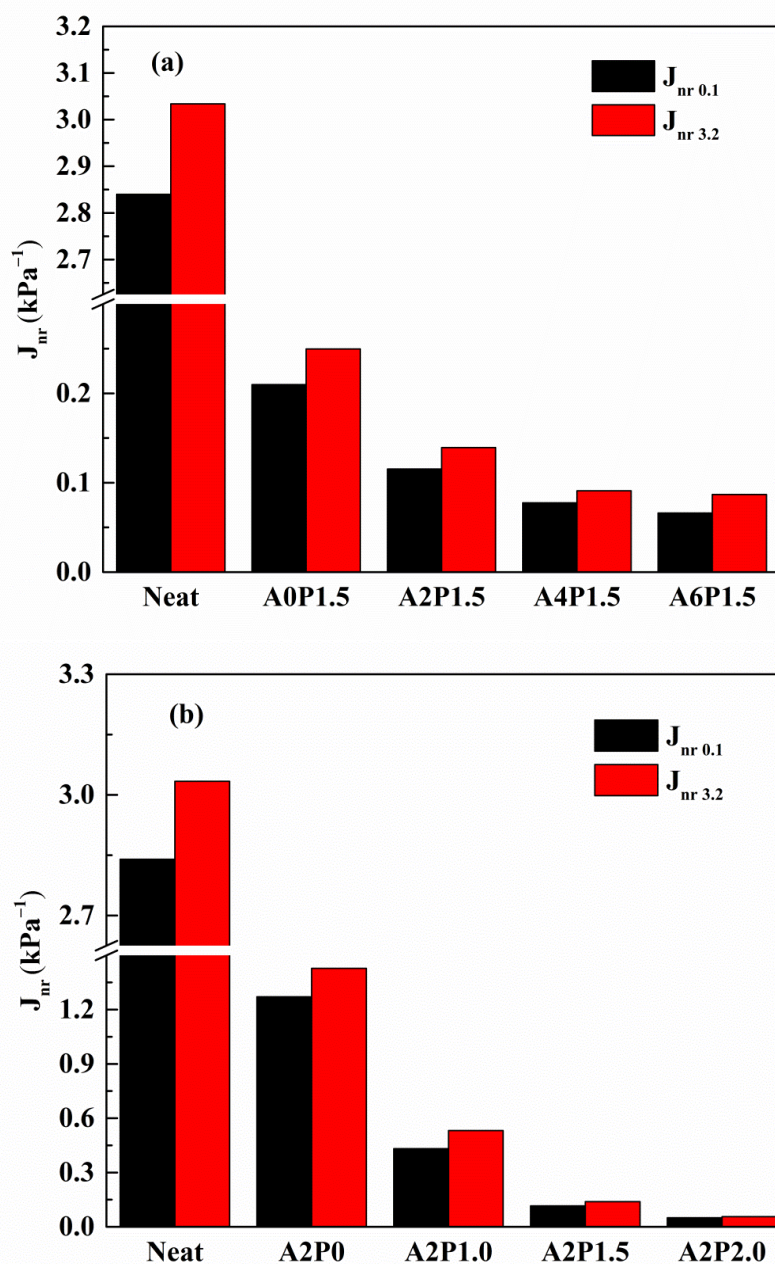 (a)
J nr 0.1
J nr 3.2
3.2
3.1
3.0
2.9
2.8
2.7
0.2
0.1
0.0
J nr (kPa⁻¹)
Neat A0P1.5 A2P1.5 A4P1.5 A6P1.5
(b)
J nr 0.1
J nr 3.2
3.3
3.0
2.7
1.2
0.9
0.6
0.3
0.0
J nr (kPa⁻¹)
Neat A2P0 A2P1.0 A2P1.5 A2P2.0